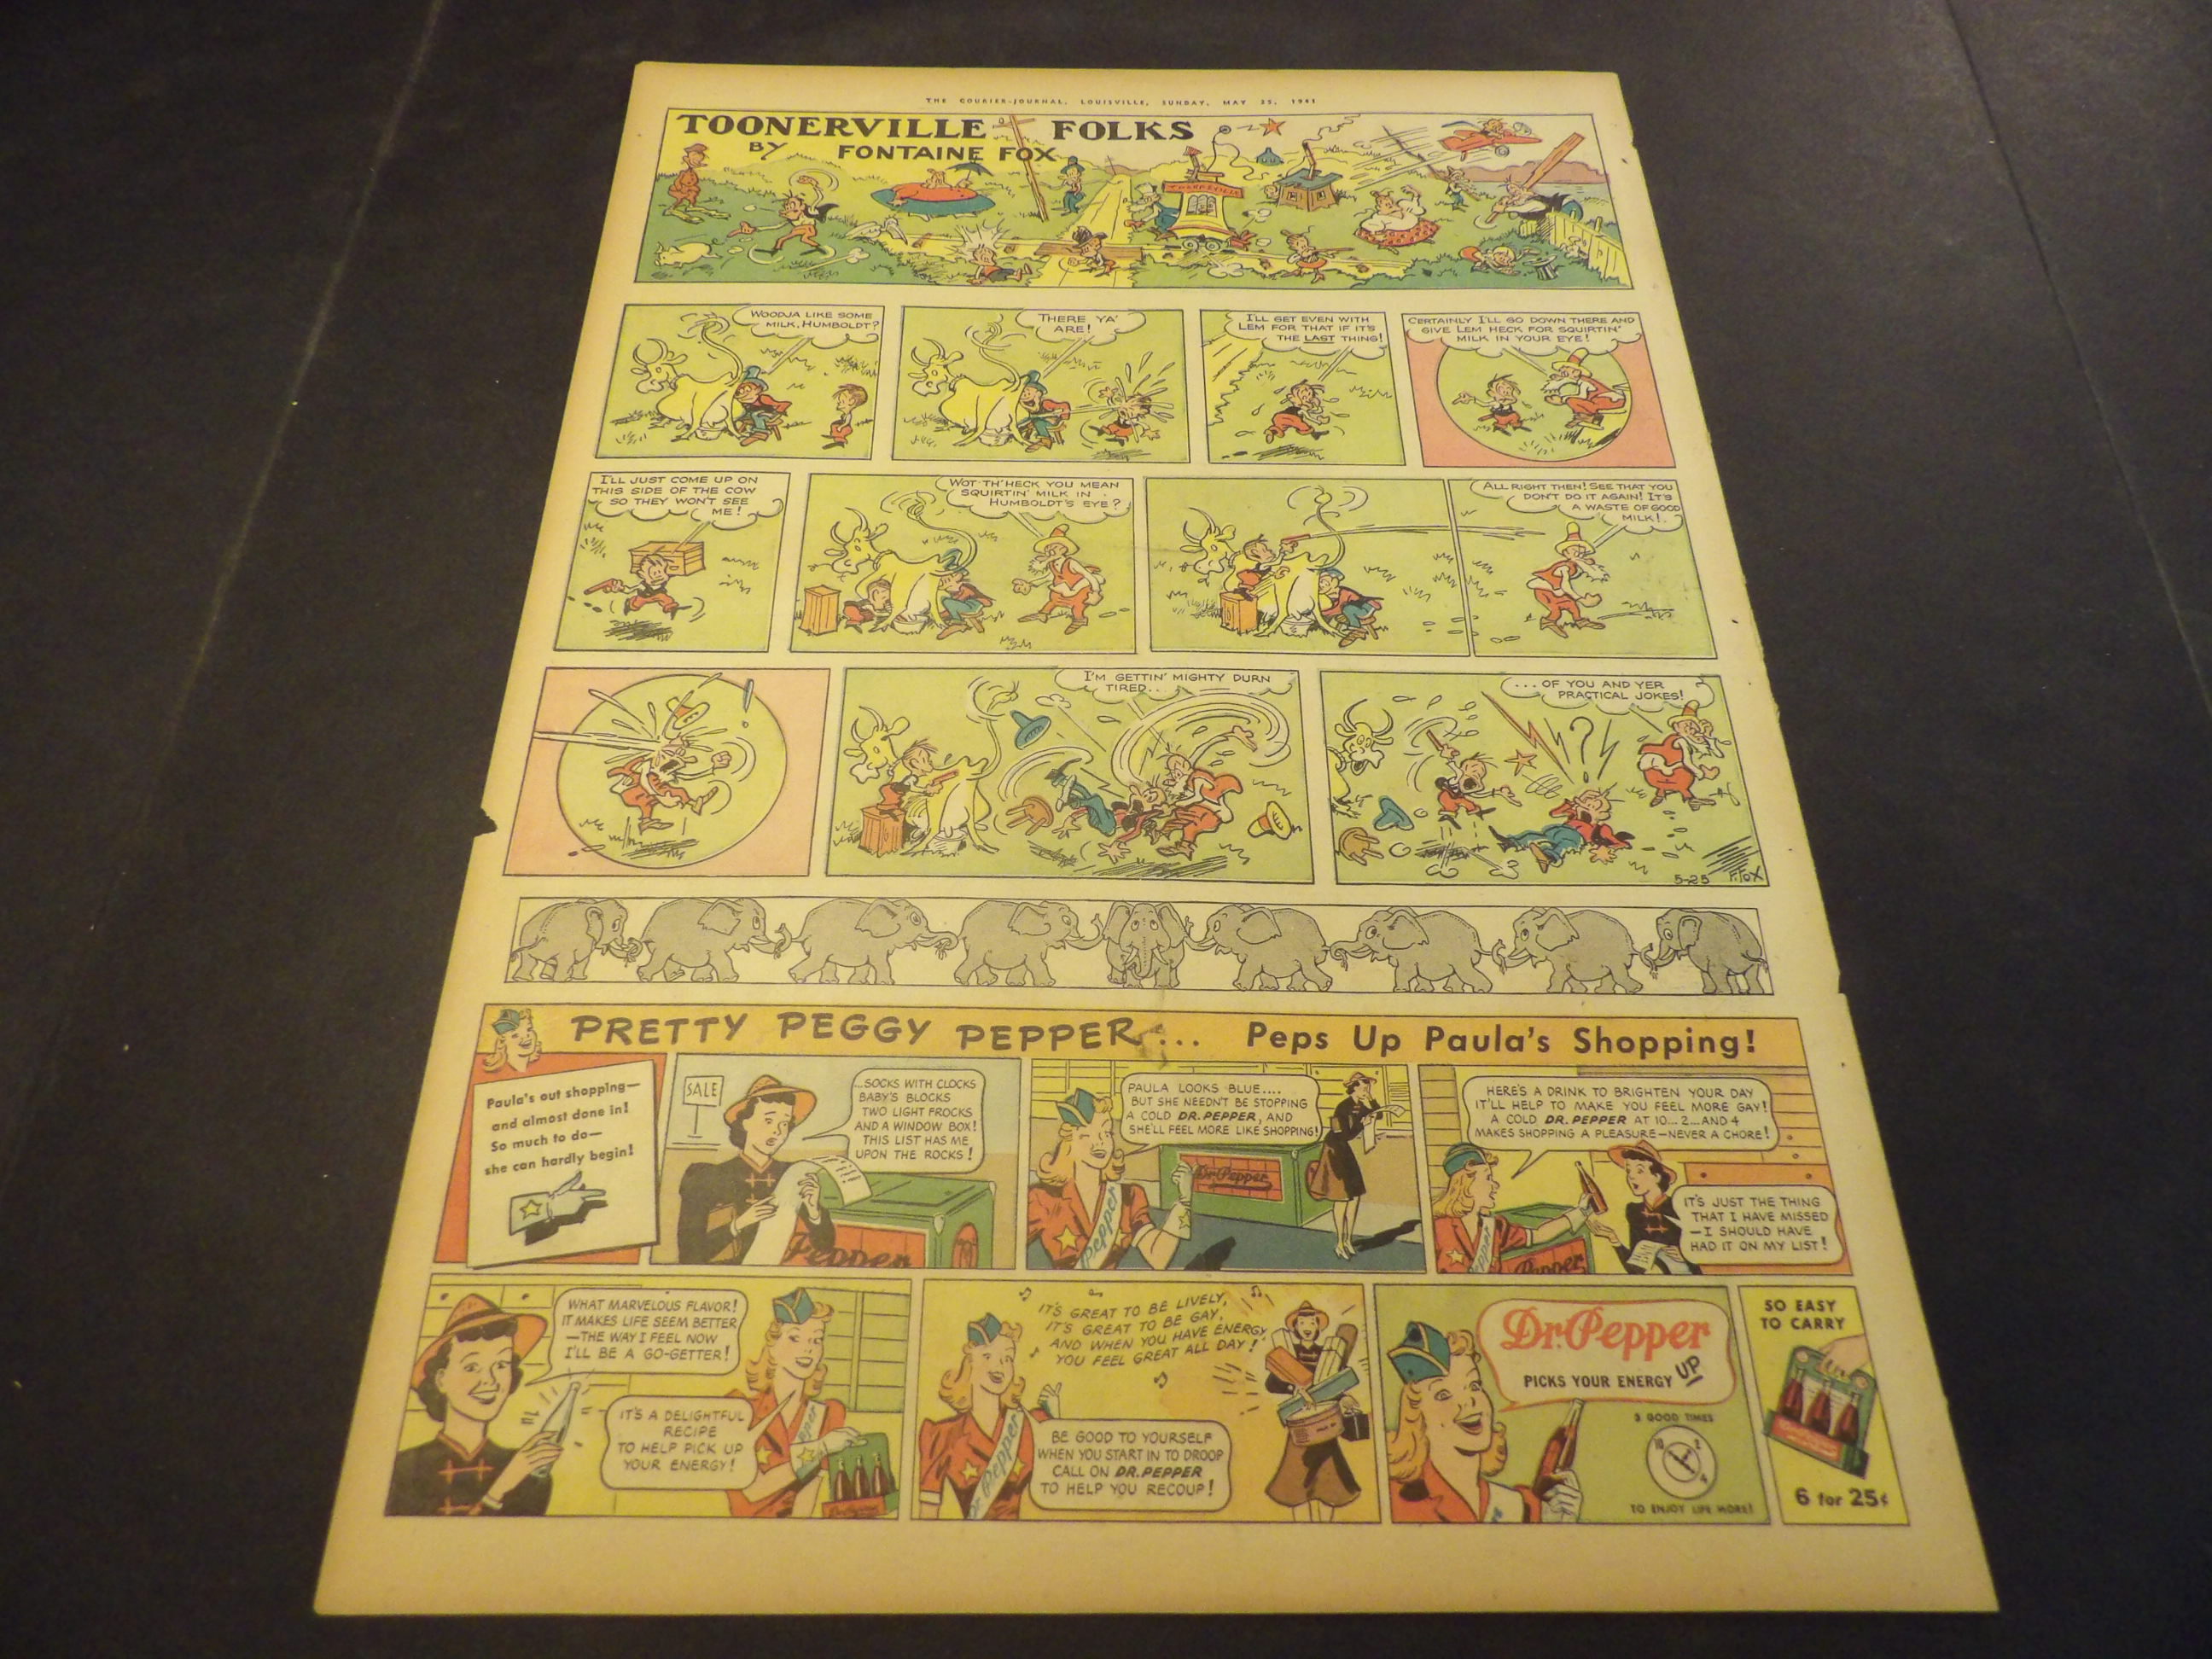 THE COURIER-JOURNAL, LOUISVILLE, SUNDAY, MAY 25, 1941
TOONERVILLE FOLKS
BY FONTAINE FOX
WOODJA LIKE SOME
MILK, HUMBOLDT?
THERE YA'
ARE!
I'LL GET EVEN WITH
LEM FOR THAT IF IT'S
THE LAST THING!
CERTAINLY I'LL GO DOWN THERE AND
GIVE LEM HECK FOR SQUIRTIN'
MILK IN YOUR EYE!
I'LL JUST COME UP ON
THIS SIDE OF THE COW
SO THEY WON'T SEE
ME!
WOT TH' HECK YOU MEAN
SQUIRTIN' MILK IN
HUMBOLDT'S EYE?
ALL RIGHT THEN! SEE THAT YOU
DON'T DO IT AGAIN! IT'S
A WASTE OF GOOD
MILK!
I'M GETTIN' MIGHTY DURN
TIRED...
...OF YOU AND YER
PRACTICAL JOKES!
5-25 F. FOX
PRETTY PEGGY PEPPER... Peps Up Paula's Shopping!
Paula's out shopping—
and almost done in!
So much to do—
she can hardly begin!
SALE
...SOCKS WITH CLOCKS
BABY'S BLOCKS
TWO LIGHT FROCKS
AND A WINDOW BOX!
THIS LIST HAS ME
UPON THE ROCKS!
Pepper
PAULA LOOKS BLUE....
BUT SHE NEEDN'T BE STOPPING
A COLD DR. PEPPER, AND
SHE'LL FEEL MORE LIKE SHOPPING!
Dr. Pepper
Pepper
HERE'S A DRINK TO BRIGHTEN YOUR DAY
IT'LL HELP TO MAKE YOU FEEL MORE GAY!
A COLD DR. PEPPER AT 10...2...AND 4
MAKES SHOPPING A PLEASURE—NEVER A CHORE!
IT'S JUST THE THING
THAT I HAVE MISSED
—I SHOULD HAVE
HAD IT ON MY LIST!
Pepper
WHAT MARVELOUS FLAVOR!
IT MAKES LIFE SEEM BETTER
—THE WAY I FEEL NOW
I'LL BE A GO-GETTER!
IT'S A DELIGHTFUL
RECIPE
TO HELP PICK UP
YOUR ENERGY!
IT'S GREAT TO BE LIVELY,
IT'S GREAT TO BE GAY,
AND WHEN YOU HAVE ENERGY
YOU FEEL GREAT ALL DAY!
BE GOOD TO YOURSELF
WHEN YOU START IN TO DROOP
CALL ON DR. PEPPER
TO HELP YOU RECOUP!
Dr. Pepper
Dr. Pepper
PICKS YOUR ENERGY UP
3 GOOD TIMES
10 2 4
TO ENJOY LIFE MORE!
SO EASY
TO CARRY
6 for 25¢